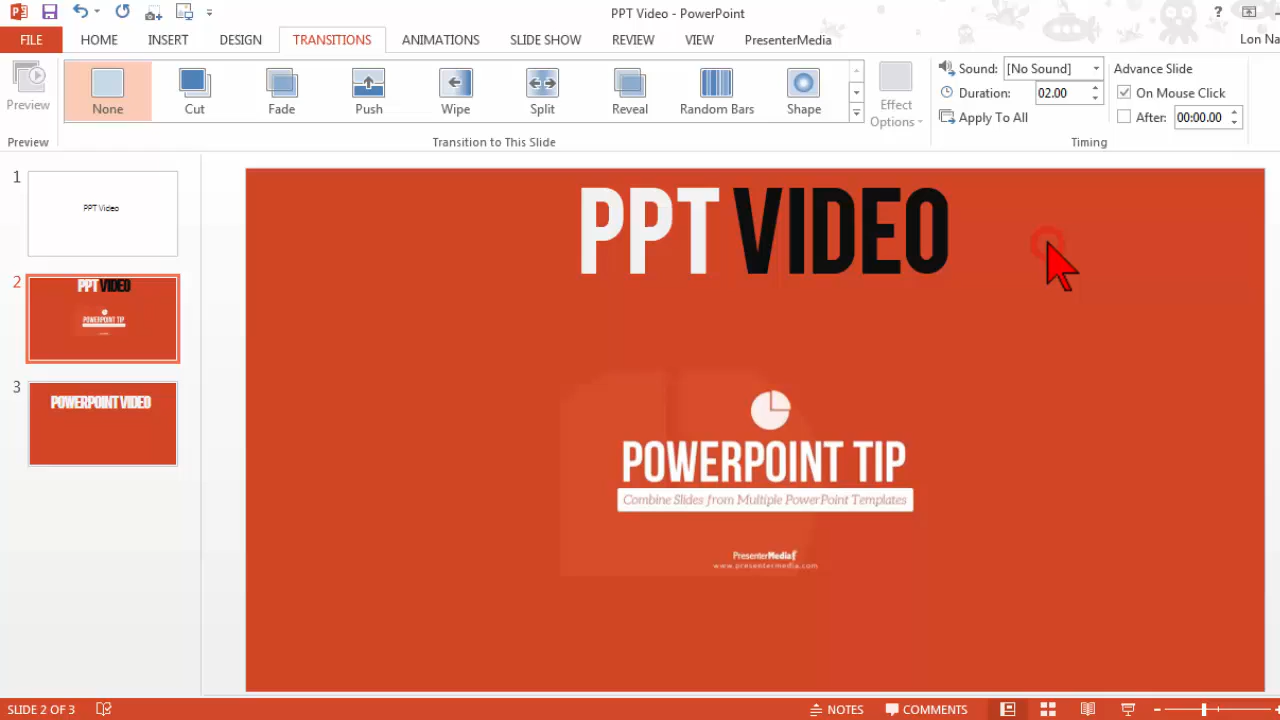 PPT Video - PowerPoint
?
FILE HOME INSERT DESIGN TRANSITIONS ANIMATIONS SLIDE SHOW REVIEW VIEW PresenterMedia Lon Na
Preview None Cut Fade Push Wipe Split Reveal Random Bars Shape Effect Options
Sound: [No Sound] Advance Slide
Duration: 02.00 On Mouse Click
Apply To All After: 00:00.00
Preview Transition to This Slide Timing
1
PPT Video
2
PPT VIDEO
POWERPOINT TIP
3
POWERPOINT VIDEO
PPT VIDEO
POWERPOINT TIP
Combine Slides from Multiple PowerPoint Templates
PresenterMedia
www.presentermedia.com
SLIDE 2 OF 3 NOTES COMMENTS